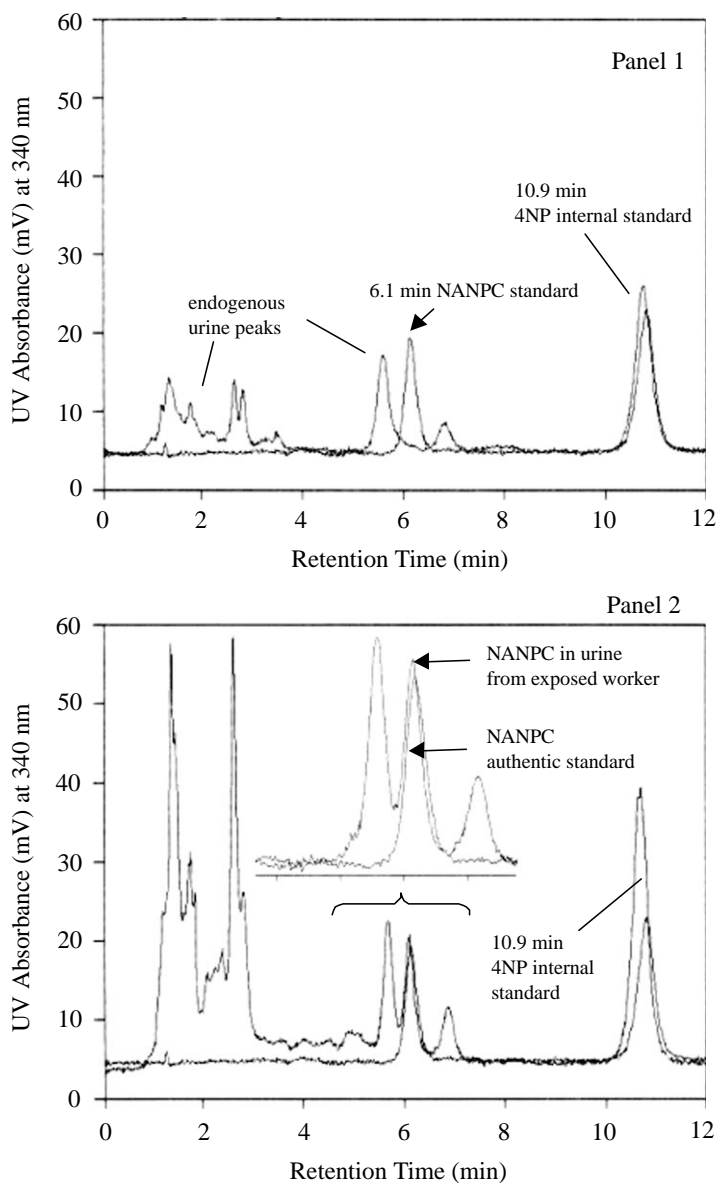 Panel 1
UV Absorbance (mV) at 340 nm
60
50
40
30
20
10
0
10.9 min
4NP internal standard
6.1 min NANPC standard
endogenous
urine peaks
0 2 4 6 8 10 12
Retention Time (min)
Panel 2
UV Absorbance (mV) at 340 nm
60
50
40
30
20
10
0
NANPC in urine
from exposed worker
NANPC
authentic standard
10.9 min
4NP internal
standard
0 2 4 6 8 10 12
Retention Time (min)